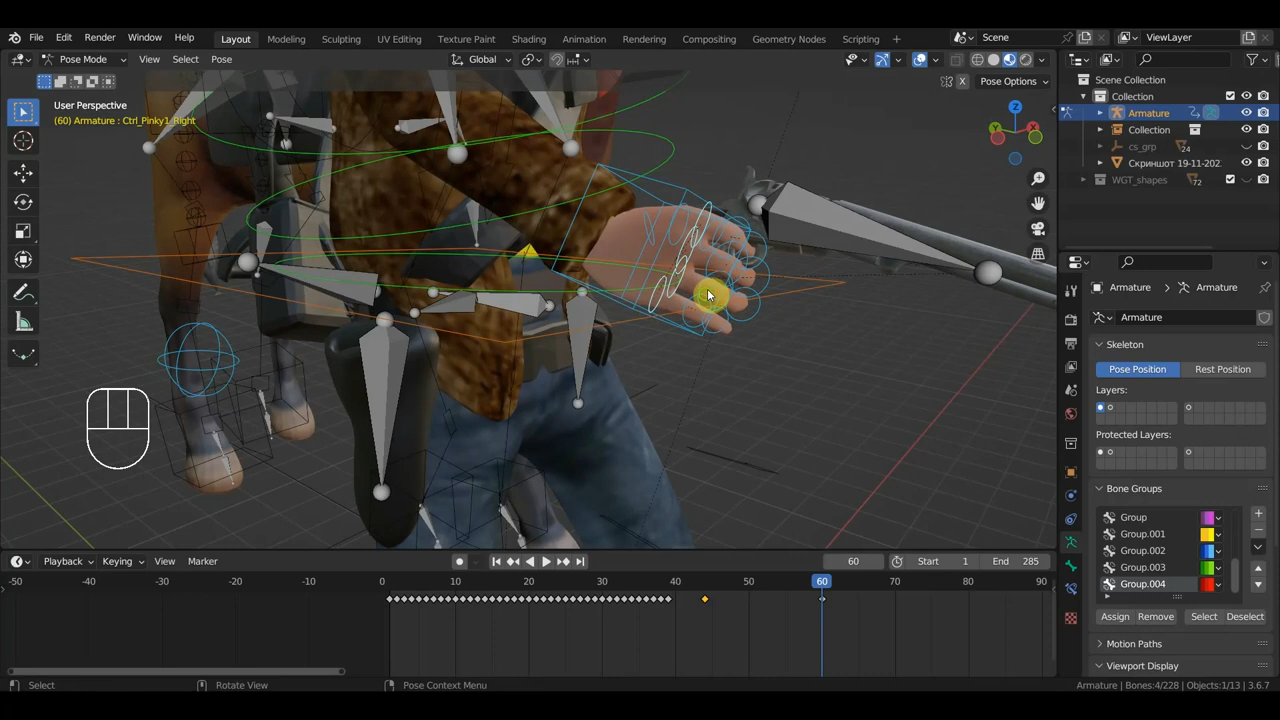 File Edit Render Window Help Layout Modeling Sculpting UV Editing Texture Paint Shading Animation Rendering Compositing Geometry Nodes Scripting + Scene ViewLayer
Pose Mode View Select Pose Global
X Pose Options
User Perspective
(60) Armature : Ctrl_Pinky1_Right
Z
Y
X
Scene Collection
Collection
Armature
Collection
cs_grp 24
Скриншот 19-11-202
WGT_shapes 72
Armature > Armature
Armature
Skeleton
Pose Position Rest Position
Layers:
Protected Layers:
Bone Groups
Group
Group.001
Group.002
Group.003
Group.004
Assign Remove Select Deselect
Motion Paths
Viewport Display
Playback Keying View Marker 60 Start 1 End 285
-50 -40 -30 -20 -10 0 10 20 30 40 50 60 70 80 90
Select Rotate View Pose Context Menu Armature | Bones:4/228 | Objects:1/13 | 3.6.7